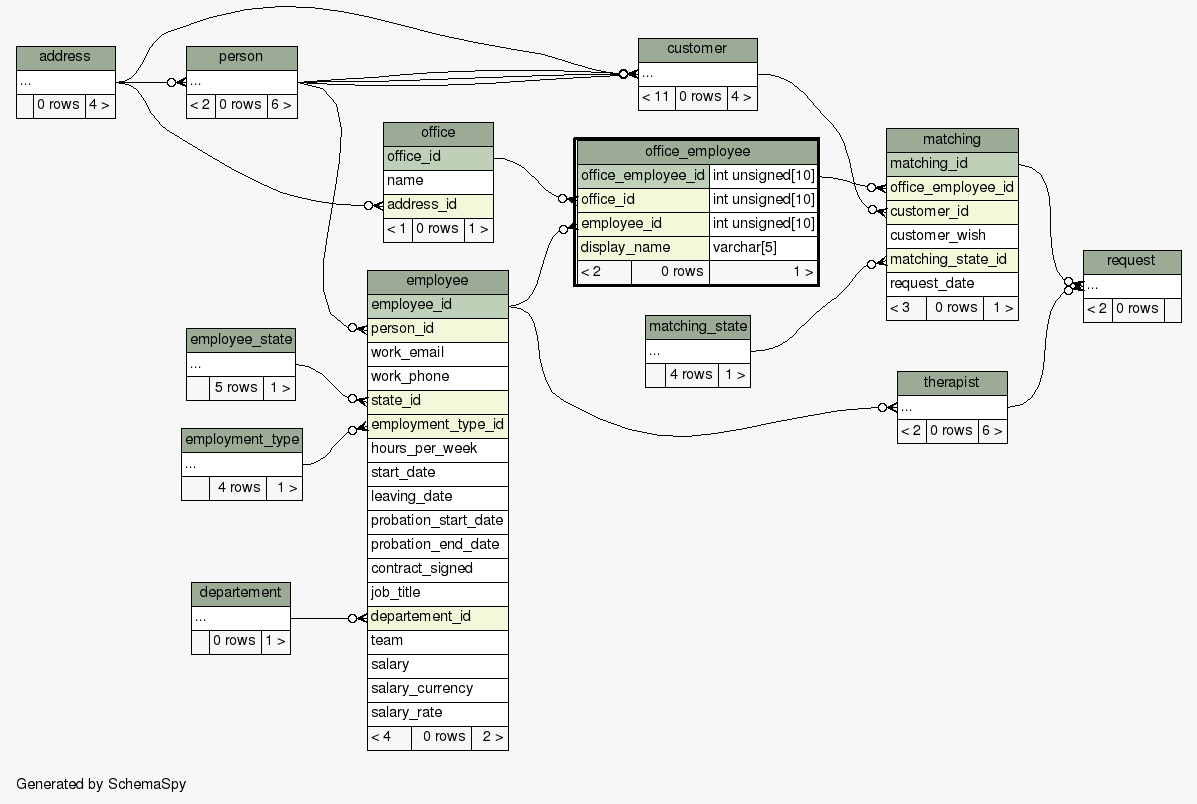 address
...
0 rows 4 >
person
...
< 2 0 rows 6 >
customer
...
< 11 0 rows 4 >
office
office_id
name
address_id
< 1 0 rows 1 >
office_employee
office_employee_id int unsigned[10]
office_id int unsigned[10]
employee_id int unsigned[10]
display_name varchar[5]
< 2 0 rows 1 >
matching
matching_id
office_employee_id
customer_id
customer_wish
matching_state_id
request_date
< 3 0 rows 1 >
request
...
< 2 0 rows
employee
employee_id
person_id
work_email
work_phone
state_id
employment_type_id
hours_per_week
start_date
leaving_date
probation_start_date
probation_end_date
contract_signed
job_title
departement_id
team
salary
salary_currency
salary_rate
< 4 0 rows 2 >
matching_state
...
4 rows 1 >
employee_state
...
5 rows 1 >
therapist
...
< 2 0 rows 6 >
employment_type
...
4 rows 1 >
departement
...
0 rows 1 >
Generated by SchemaSpy